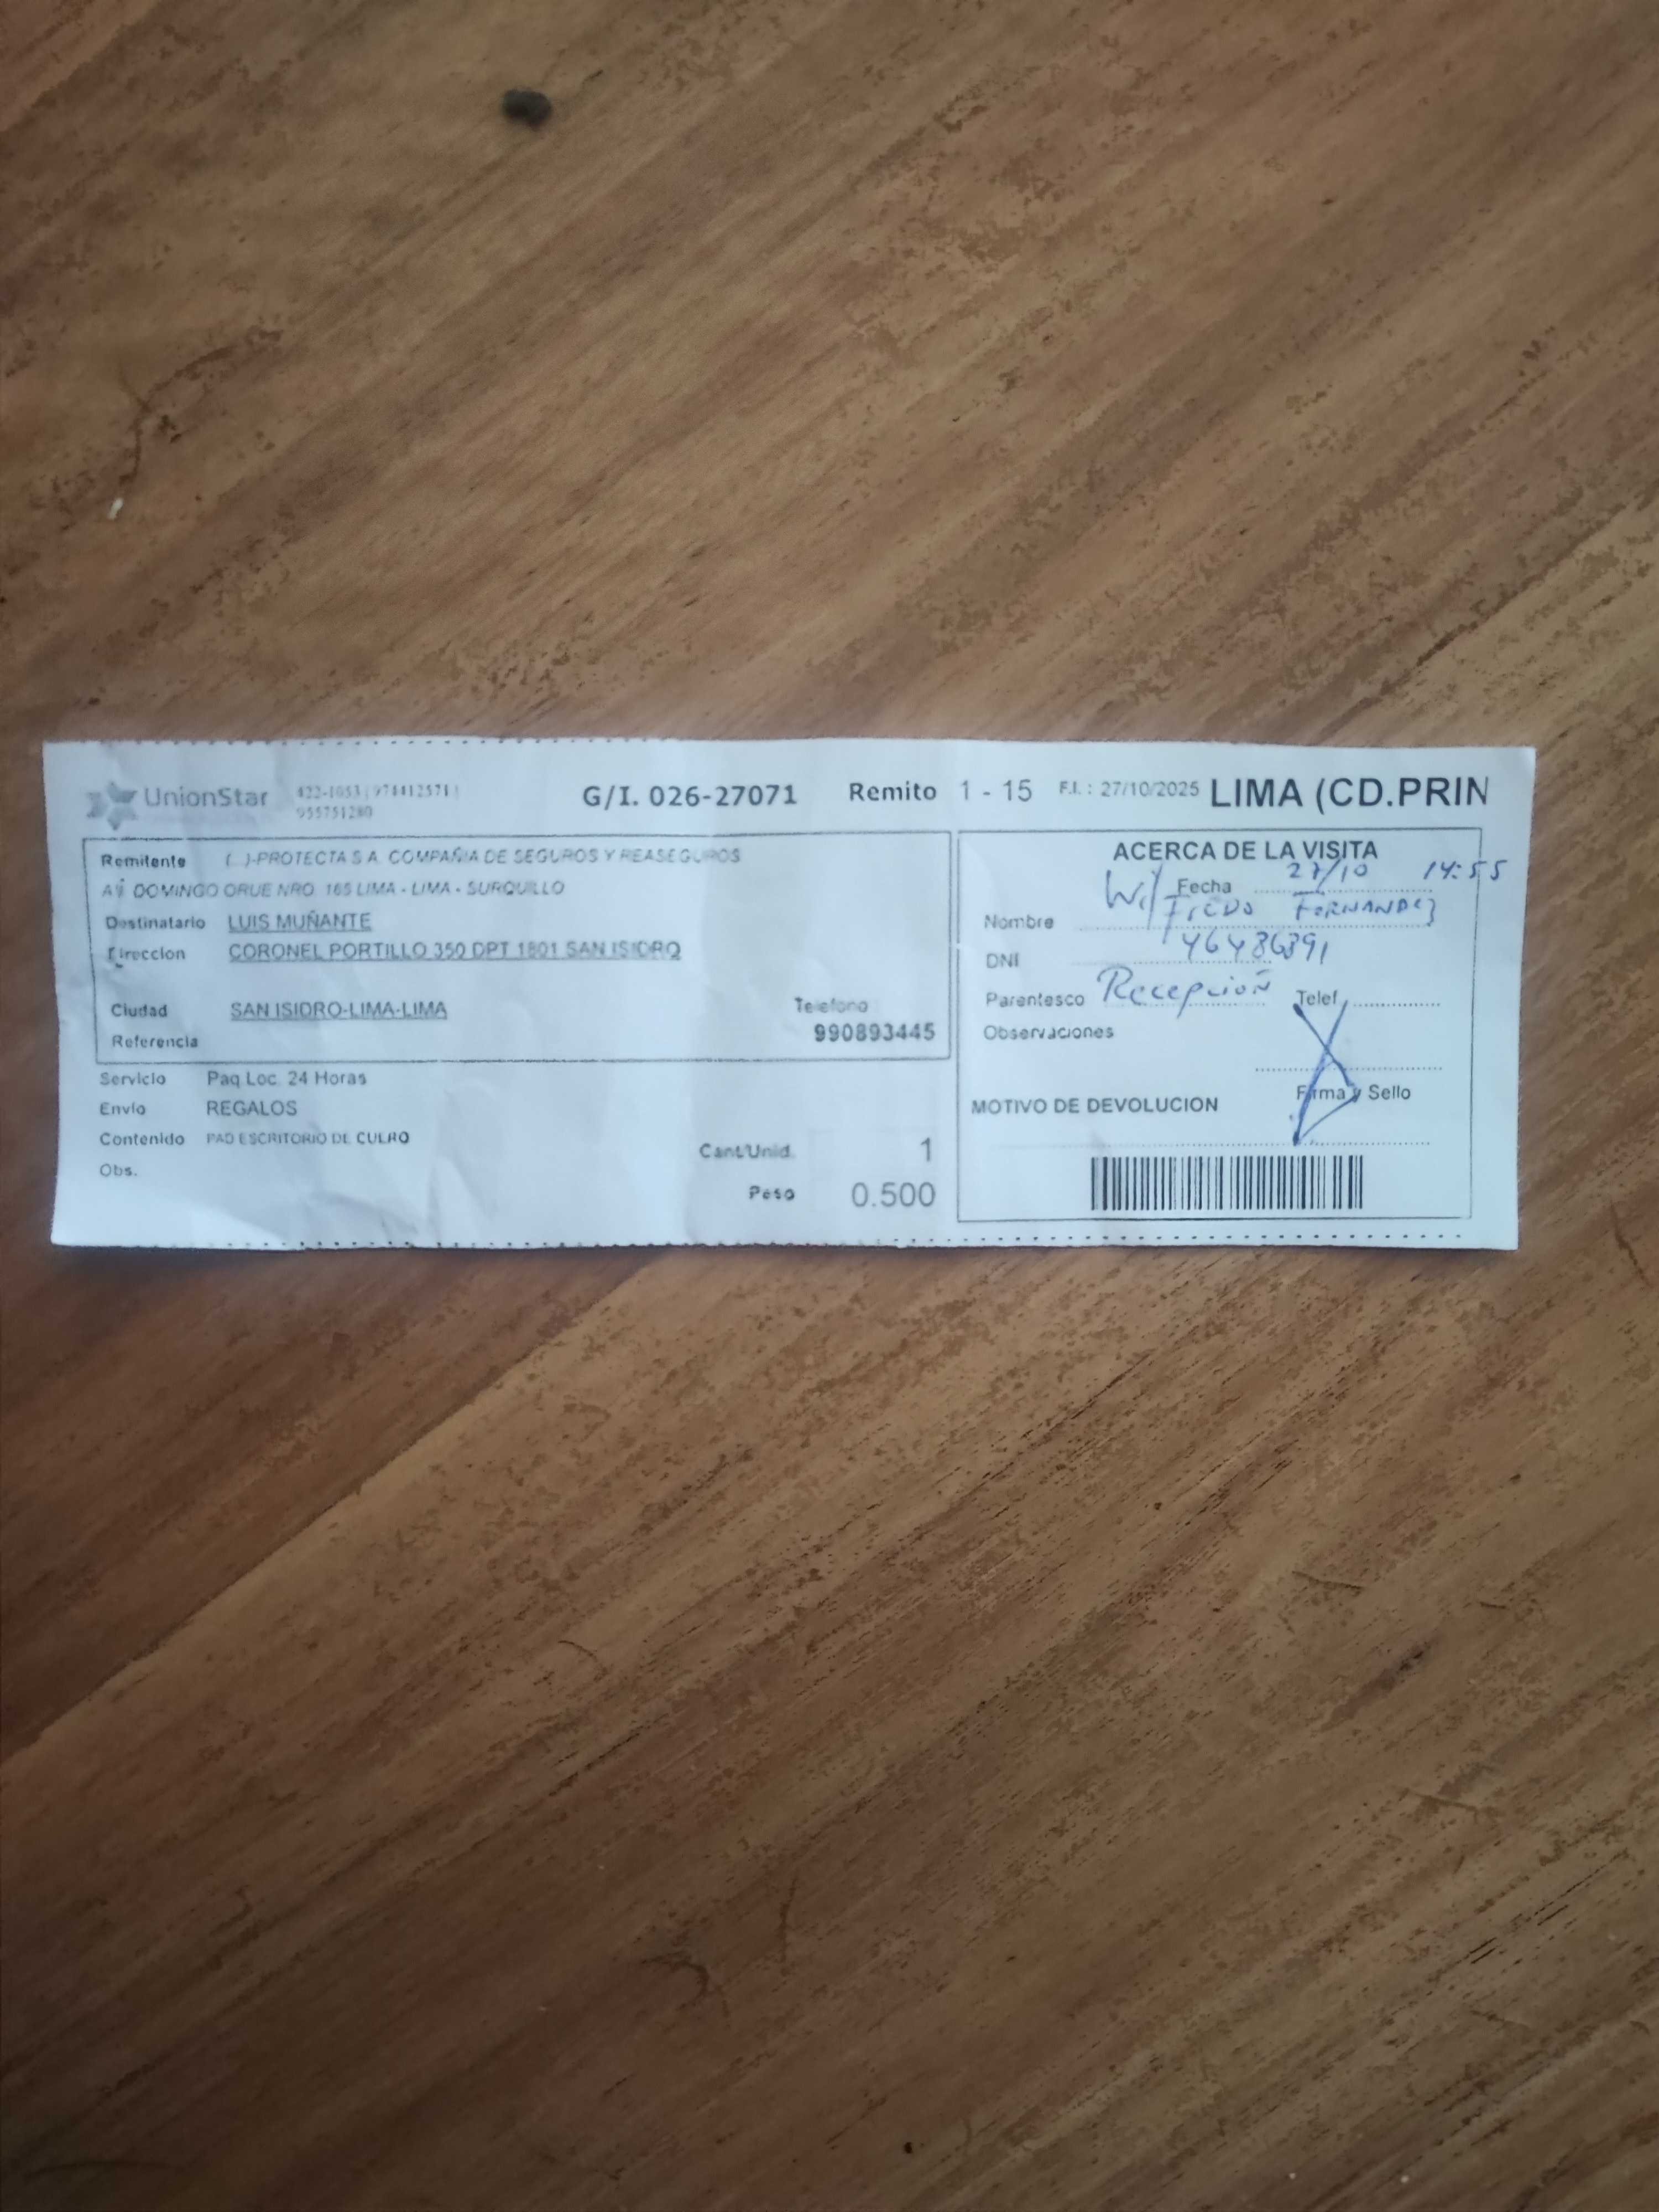 UnionStar 422-1053 | 974412571 |
955751280
G/I. 026-27071 Remito 1 - 15 F.I. : 27/10/2025 LIMA (CD.PRIN
Remitente (...)-PROTECTA S A. COMPAÑIA DE SEGUROS Y REASEGUROS
AV DOMINGO ORUE NRO. 165 LIMA - LIMA - SURQUILLO
Destinatario LUIS MUÑANTE
Direccion CORONEL PORTILLO 350 DPT 1801 SAN ISIDRO
Ciudad SAN ISIDRO-LIMA-LIMA
Telefono
Referencia 990893445
Servicio Paq Loc. 24 Horas
Envío REGALOS
Contenido PAD ESCRITORIO DE CUERO
Obs.
Cant/Unid. 1
Peso 0.500
ACERCA DE LA VISITA
Fecha 27/10 14:55
Nombre Wilfredo FERNANDEZ
DNI 46486391
Parentesco Recepción Telef.
Observaciones
Firma y Sello
MOTIVO DE DEVOLUCION